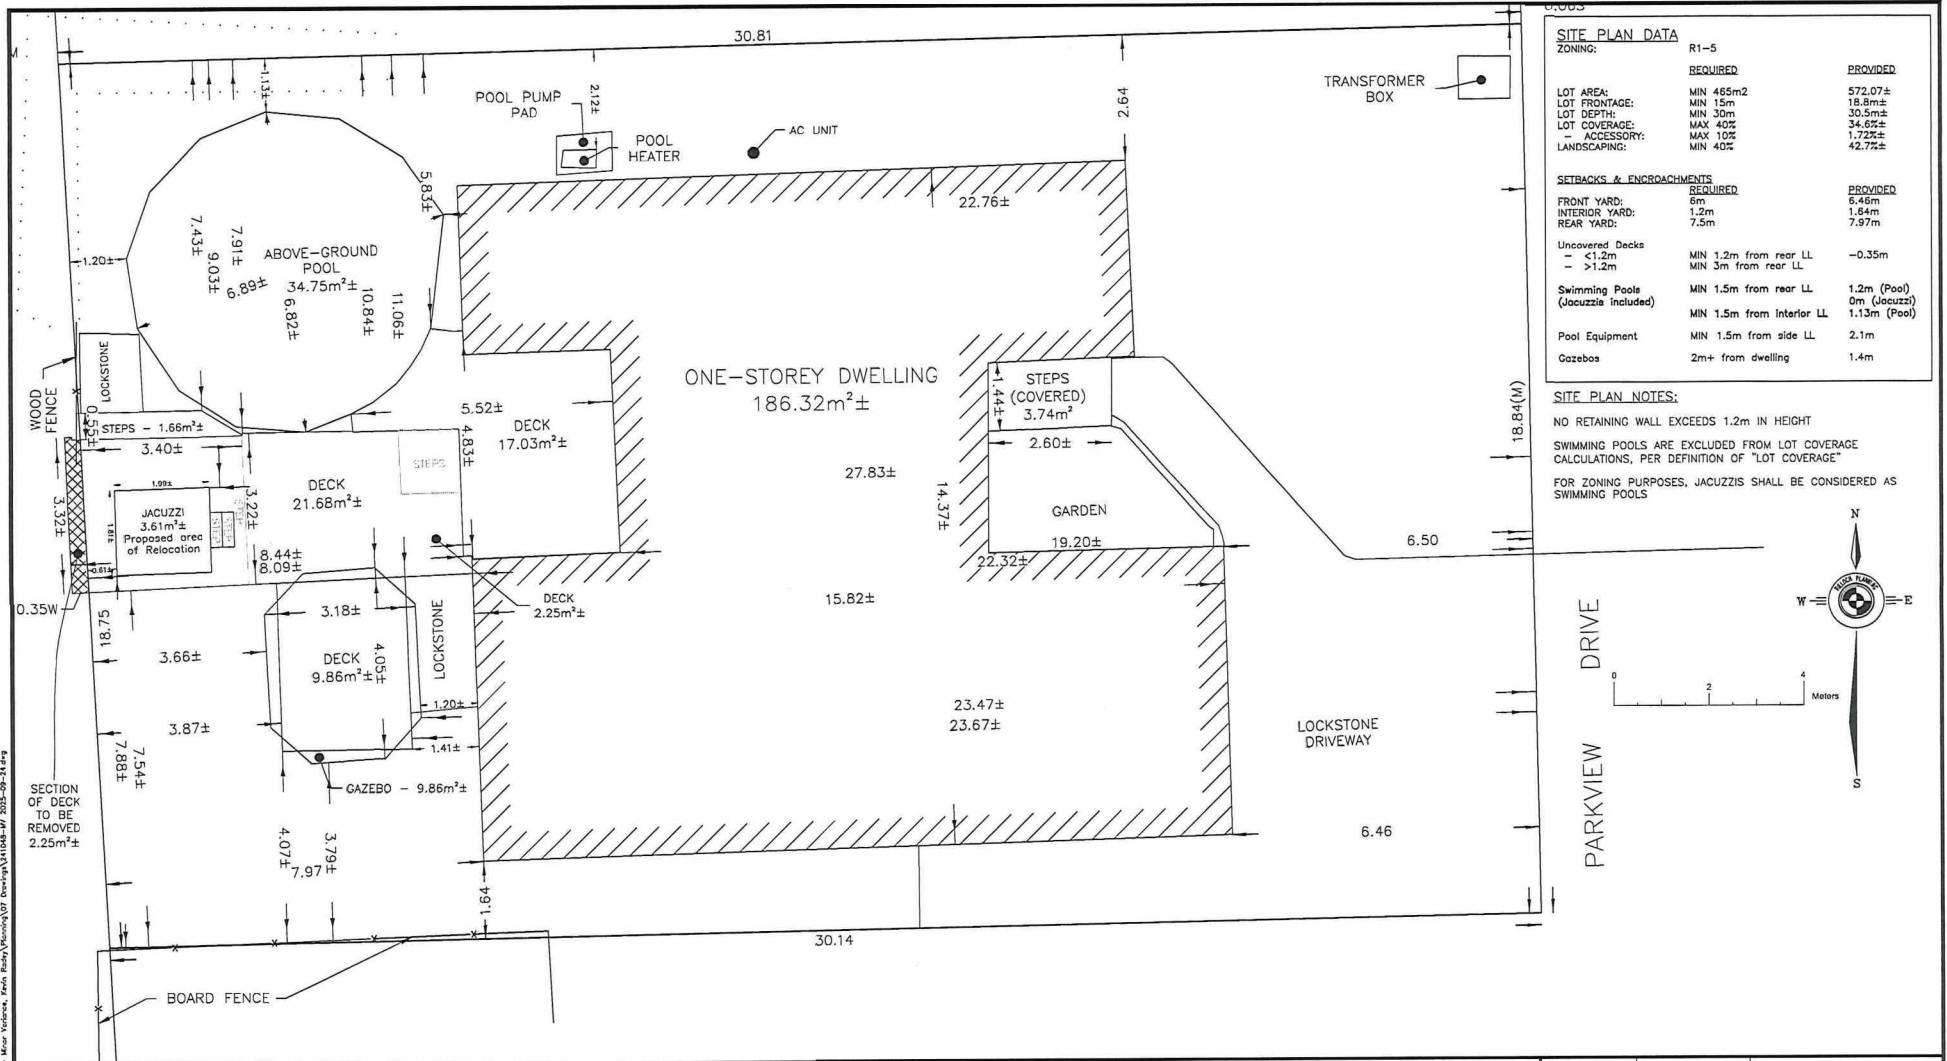 30.81
0.063
SITE PLAN DATA
ZONING: R1-5
REQUIRED PROVIDED
LOT AREA: MIN 465m2 572.07±
LOT FRONTAGE: MIN 15m 18.8m±
LOT DEPTH: MIN 30m 30.5m±
LOT COVERAGE: MAX 40% 34.6%±
- ACCESSORY: MAX 10% 1.72%±
LANDSCAPING: MIN 40% 42.7%±
SETBACKS & ENCROACHMENTS
REQUIRED PROVIDED
FRONT YARD: 6m 6.46m
INTERIOR YARD: 1.2m 1.64m
REAR YARD: 7.5m 7.97m
Uncovered Decks
- <1.2m MIN 1.2m from rear LL -0.35m
- >1.2m MIN 3m from rear LL
Swimming Pools MIN 1.5m from rear LL 1.2m (Pool)
(Jacuzzis included) 0m (Jacuzzi)
MIN 1.5m from interior LL 1.13m (Pool)
Pool Equipment MIN 1.5m from side LL 2.1m
Gazebos 2m+ from dwelling 1.4m
SITE PLAN NOTES:
NO RETAINING WALL EXCEEDS 1.2m IN HEIGHT
SWIMMING POOLS ARE EXCLUDED FROM LOT COVERAGE
CALCULATIONS, PER DEFINITION OF "LOT COVERAGE"
FOR ZONING PURPOSES, JACUZZIS SHALL BE CONSIDERED AS
SWIMMING POOLS
N
W
E
S
0 2 4
Meters
PARKVIEW DRIVE
TRANSFORMER
BOX
2.64
1.13±
2.12±
POOL PUMP
PAD
POOL
HEATER
AC UNIT
5.83±
22.76±
1.20±
7.43±
9.03±
7.91±
6.89±
ABOVE-GROUND
POOL
34.75m²±
6.82±
10.84±
11.06±
ONE-STOREY DWELLING
186.32m²±
STEPS
(COVERED)
3.74m²
1.44±
2.60±
18.84(M)
WOOD
FENCE
LOCKSTONE
0.55±
STEPS - 1.66m²±
3.40±
5.52±
DECK
17.03m²±
4.83±
STEPS
27.83±
14.37±
GARDEN
19.20±
22.32±
6.50
3.32±
1.99±
1.81±
JACUZZI
3.61m²±
Proposed area
of Relocation
STEP
STEP
STEP
3.22±
DECK
21.68m²±
8.44±
8.09±
0.61±
0.35W
18.75
DECK
2.25m²±
15.82±
3.18±
3.66±
DECK
9.86m²±
4.05±
LOCKSTONE
1.20±
3.87±
1.41±
23.47±
23.67±
LOCKSTONE
DRIVEWAY
7.88±
7.54±
GAZEBO - 9.86m²±
SECTION
OF DECK
TO BE
REMOVED
2.25m²±
4.07±
3.79±
7.97
1.64
6.46
30.14
BOARD FENCE